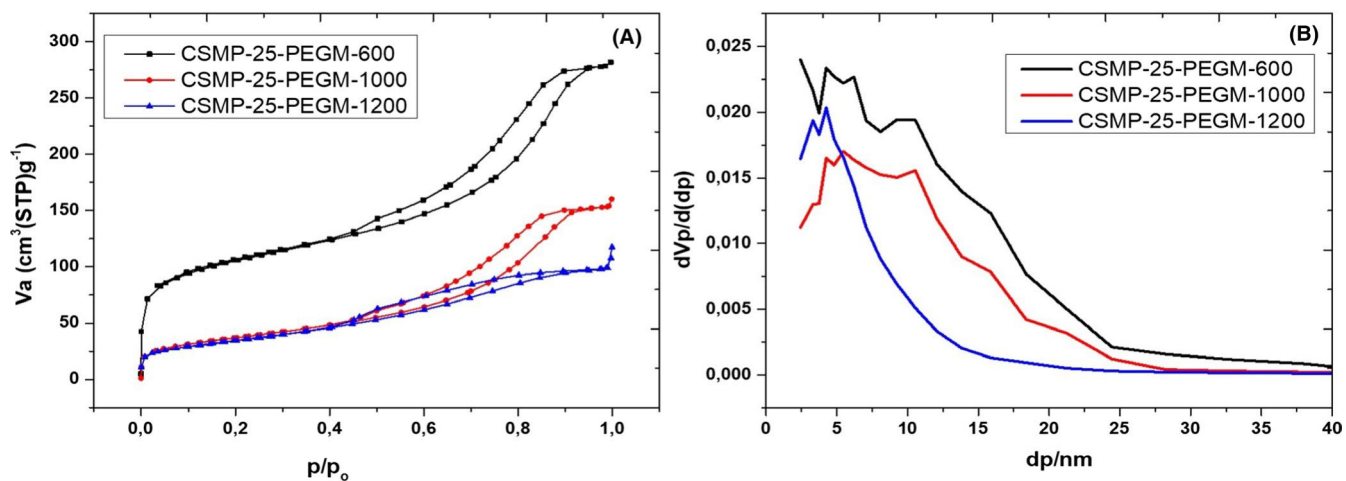 (A)
CSMP-25-PEGM-600
CSMP-25-PEGM-1000
CSMP-25-PEGM-1200
300
250
200
150
100
50
0
Va (cm³(STP)g⁻¹)
0,0 0,2 0,4 0,6 0,8 1,0
p/pₒ
(B)
CSMP-25-PEGM-600
CSMP-25-PEGM-1000
CSMP-25-PEGM-1200
0,025
0,020
0,015
0,010
0,005
0,000
dVp/d(dp)
0 5 10 15 20 25 30 35 40
dp/nm